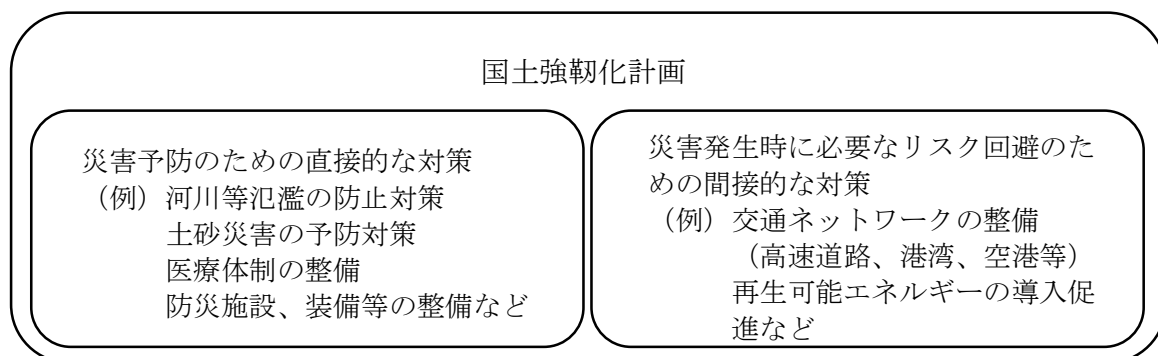 国土強靭化計画
災害予防のための直接的な対策
（例）河川等氾濫の防止対策
土砂災害の予防対策
医療体制の整備
防災施設、装備等の整備など
災害発生時に必要なリスク回避のた
めの間接的な対策
（例）交通ネットワークの整備
（高速道路、港湾、空港等）
再生可能エネルギーの導入促
進など